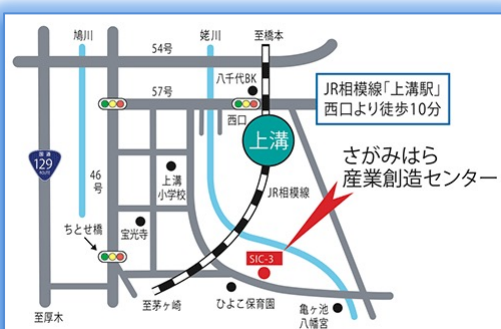 鳩川
姥川
至橋本
54号
八千代BK
57号
西口
JR相模線「上溝駅」
西口より徒歩10分
上溝
国道
129
さがみはら
産業創造センター
46号
上溝
小学校
JR相模線
ちとせ橋
宝光寺
SIC-3
至厚木
至茅ヶ崎
ひよこ保育園
亀ヶ池
八幡宮